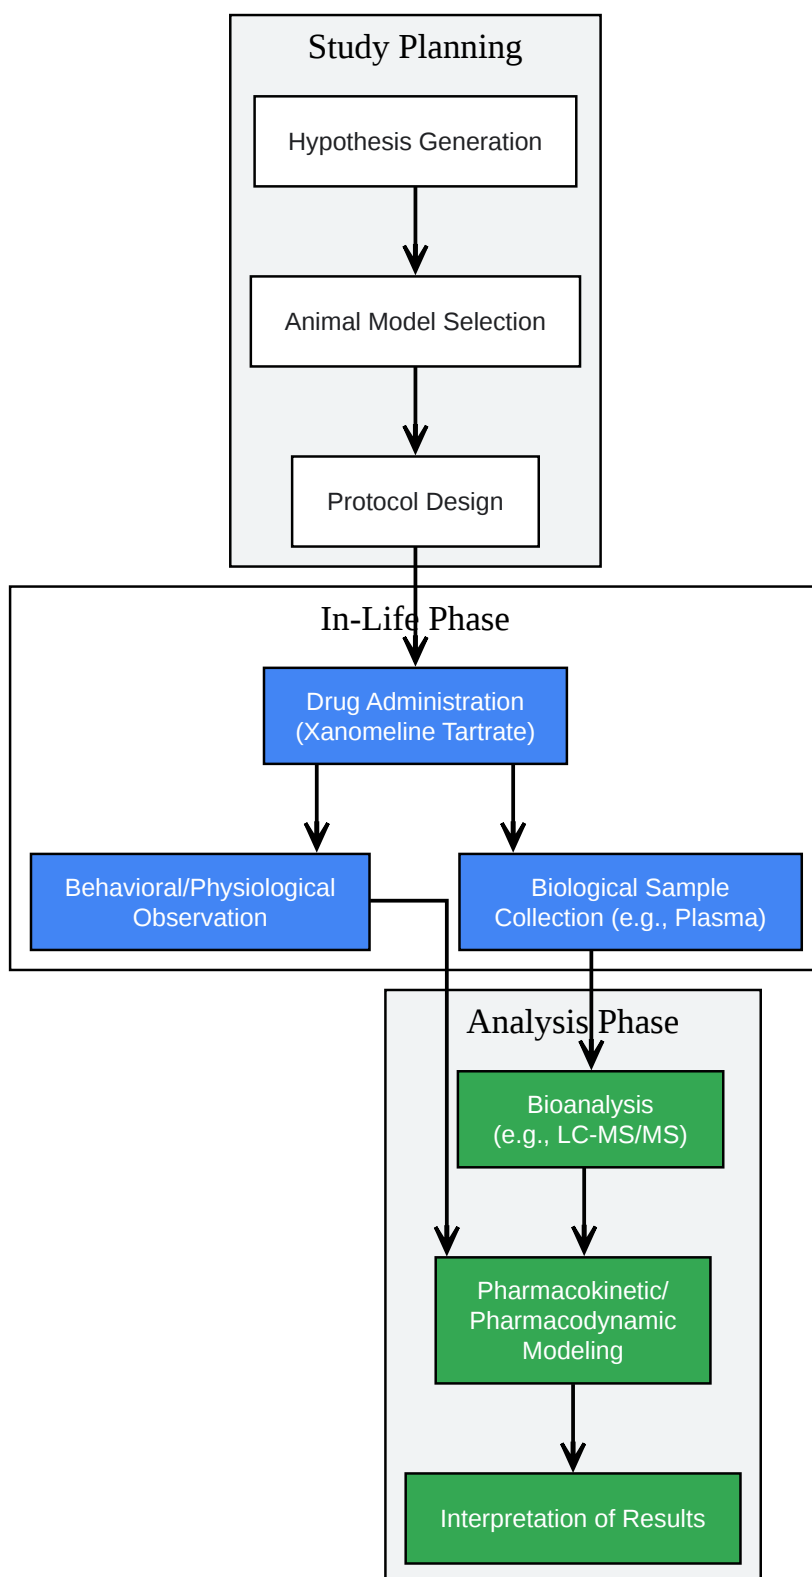 Study Planning
Hypothesis Generation
Animal Model Selection
Protocol Design
In-Life Phase
Drug Administration
(Xanomeline Tartrate)
Behavioral/Physiological
Observation
Biological Sample
Collection (e.g., Plasma)
Analysis Phase
Bioanalysis
(e.g., LC-MS/MS)
Pharmacokinetic/
Pharmacodynamic
Modeling
Interpretation of Results